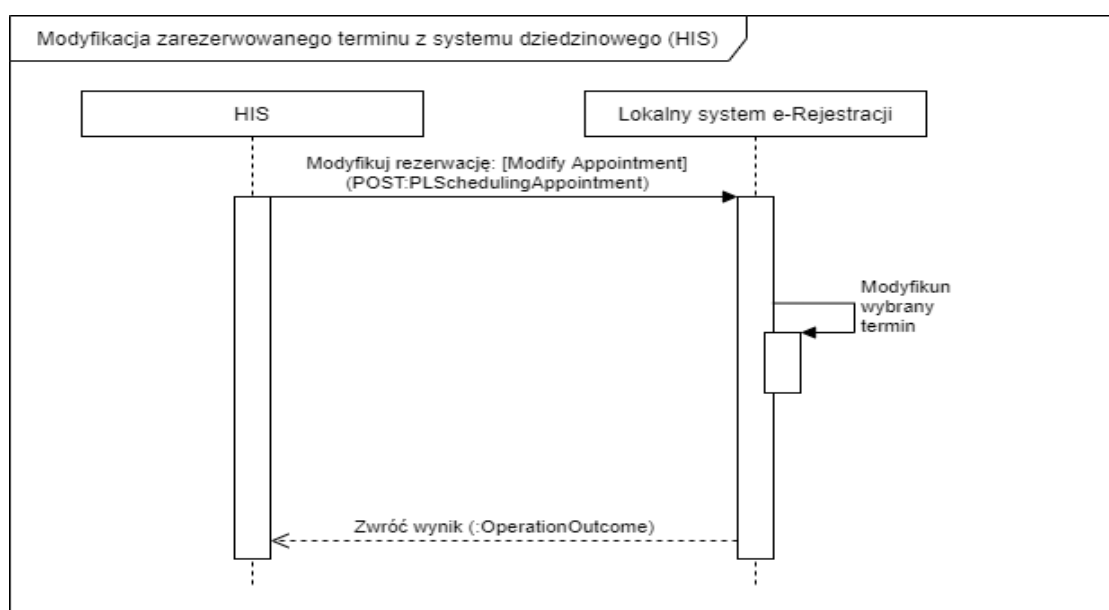 Modyfikacja zarezerwowanego terminu z systemu dziedzinowego (HIS)
HIS
Lokalny system e-Rejestracji
Modyfikuj rezerwację: [Modify Appointment]
(POST:PLSchedulingAppointment)
Modyfikun
wybrany
termin
Zwróć wynik (:OperationOutcome)